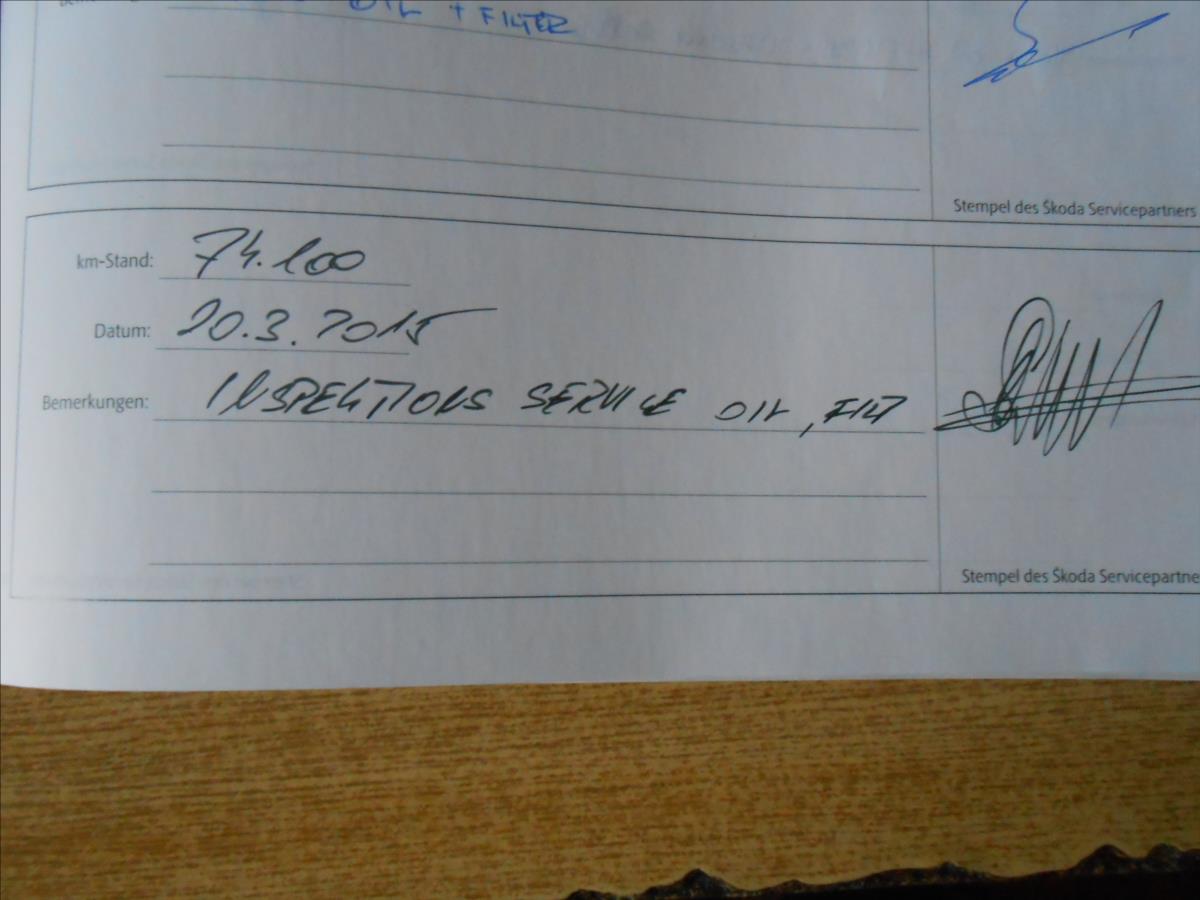 OIL + FILTER
Stempel des Škoda Servicepartners
km-Stand: 74.100
Datum: 20.3.2015
Bemerkungen: INSPEKTIONS SERVICE OIL, FILT
Stempel des Škoda Servicepartne